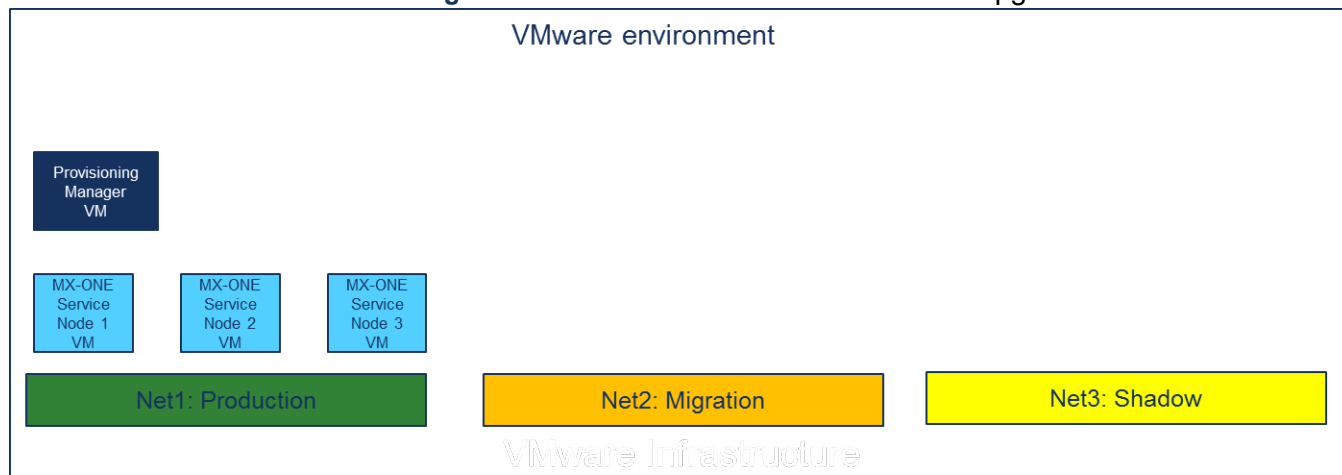 VMware environment
Provisioning
Manager
VM
MX-ONE
Service
Node 1
VM
MX-ONE
Service
Node 2
VM
MX-ONE
Service
Node 3
VM
Net1: Production
Net2: Migration
Net3: Shadow
VMware Infrastructure